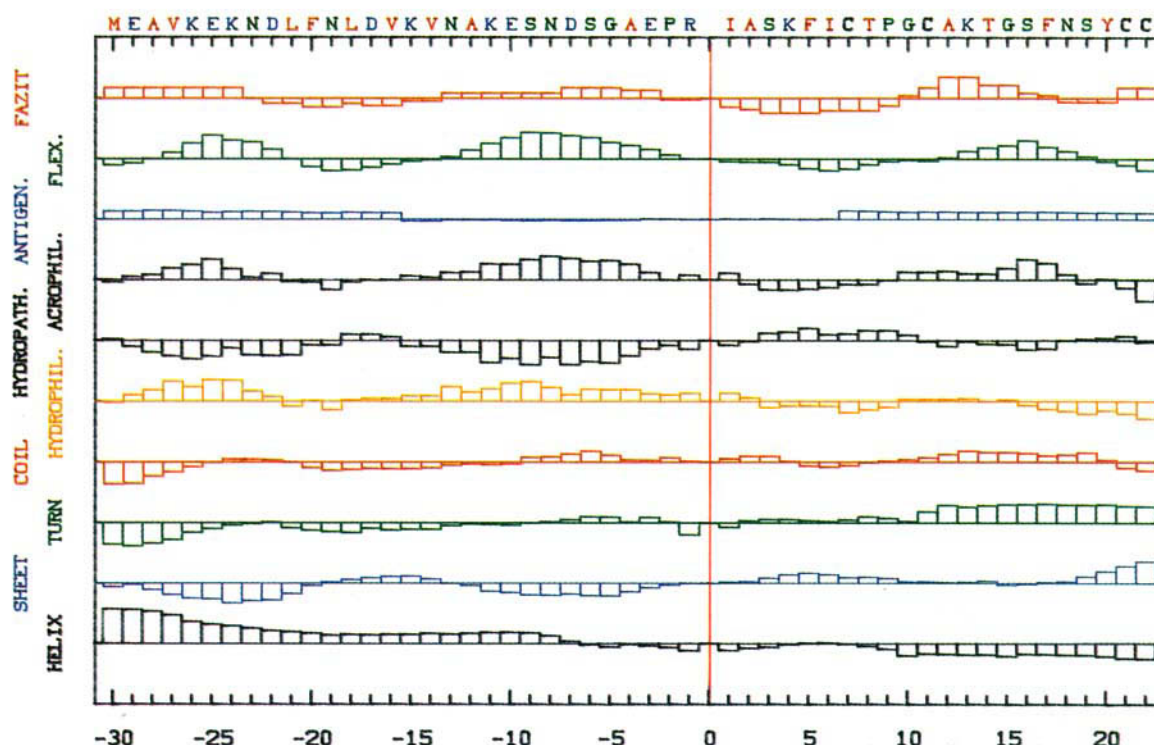 MEAVKEKNDLFNLDVKVNAKESNDSGAEPR IASKFICTPGCAKTGSFNSYCC
FAZIT
FLEX.
ANTIGEN.
ACROPHIL.
HYDROPATH.
HYDROPHIL.
COIL
TURN
SHEET
HELIX
-30 -25 -20 -15 -10 -5 0 5 10 15 20